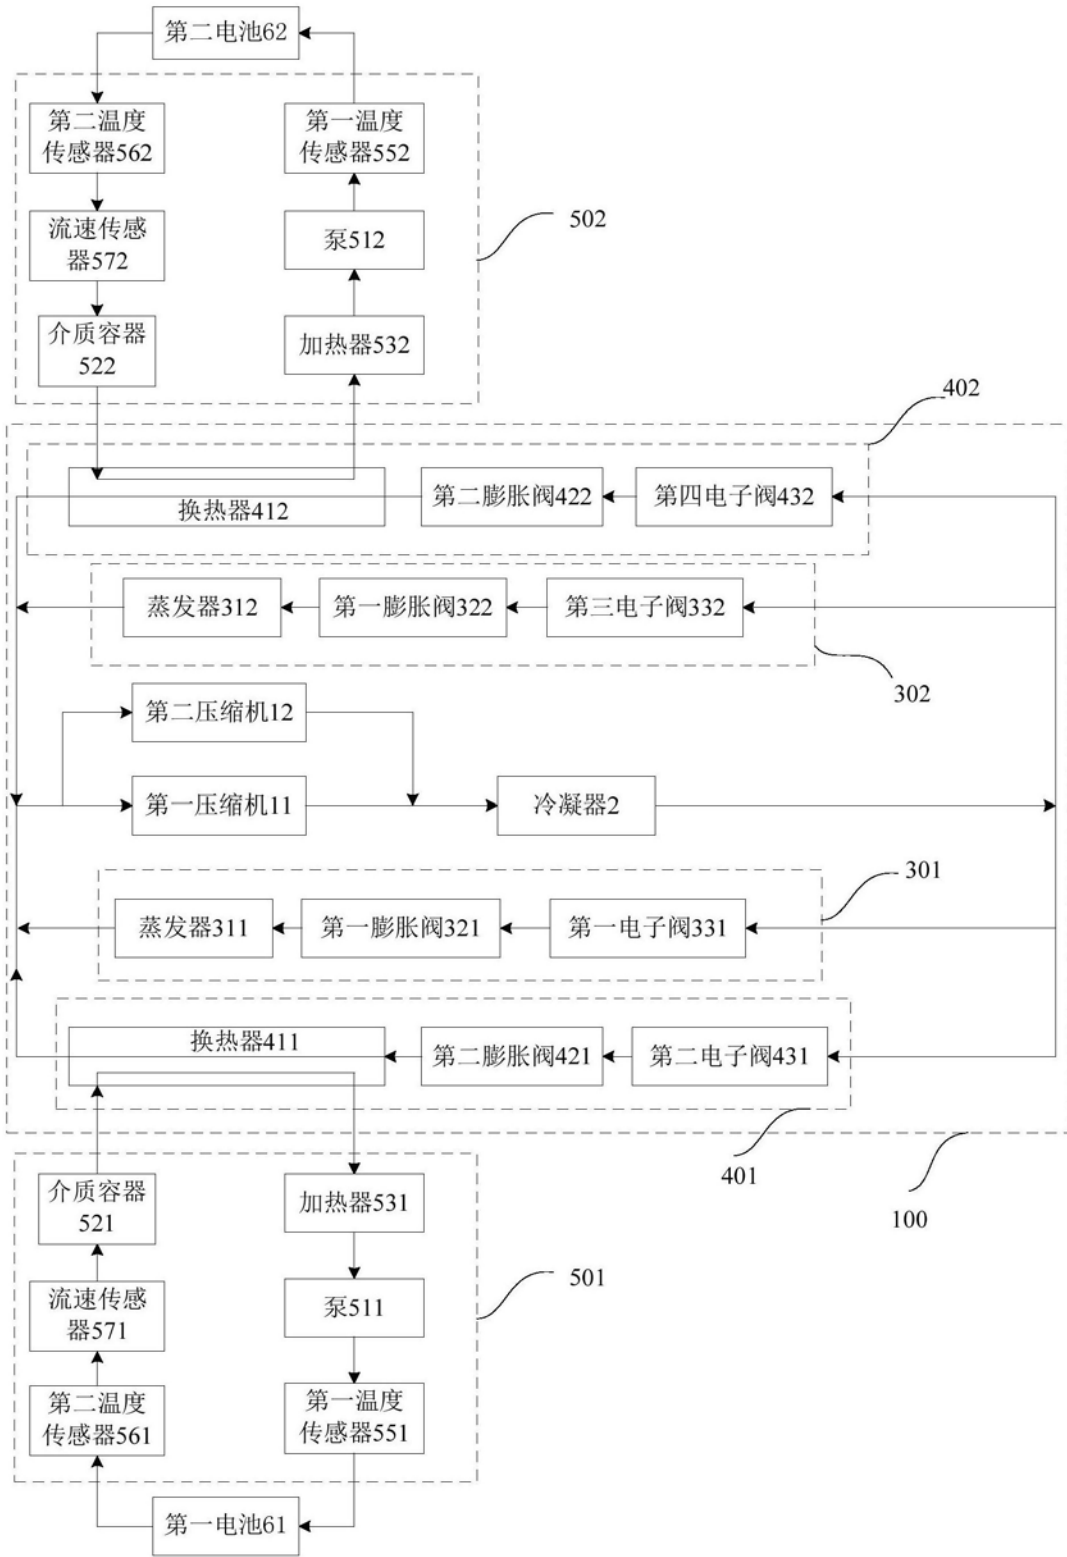 第二电池62
第二温度
传感器562
第一温度
传感器552
流速传感
器572
泵512
502
介质容器
522
加热器532
402
换热器412
第二膨胀阀422
第四电子阀432
蒸发器312
第一膨胀阀322
第三电子阀332
302
第二压缩机12
第一压缩机11
冷凝器2
301
蒸发器311
第一膨胀阀321
第一电子阀331
换热器411
第二膨胀阀421
第二电子阀431
401
100
介质容器
521
加热器531
流速传感
器571
泵511
501
第二温度
传感器561
第一温度
传感器551
第一电池61